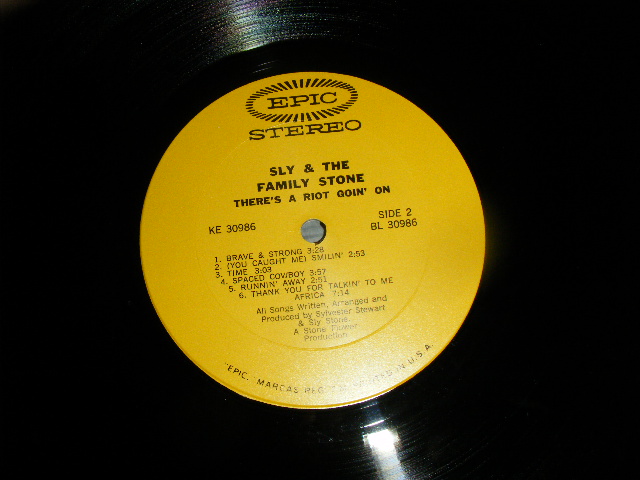 EPIC
STEREO
SLY & THE
FAMILY STONE
THERE'S A RIOT GOIN' ON
KE 30986
SIDE 2
BL 30986
1. BRAVE & STRONG 3:28
2. (YOU CAUGHT ME) SMILIN' 2:53
3. TIME 3:03
4. SPACED COWBOY 3:57
5. RUNNIN' AWAY 2:51
6. THANK YOU FOR TALKIN' TO ME
AFRICA 7:14
All Songs Written, Arranged and
Produced by Sylvester Stewart
& Sly Stone
A Stone Flower
Production
"EPIC, MARCAS REG. IN U.S.A.